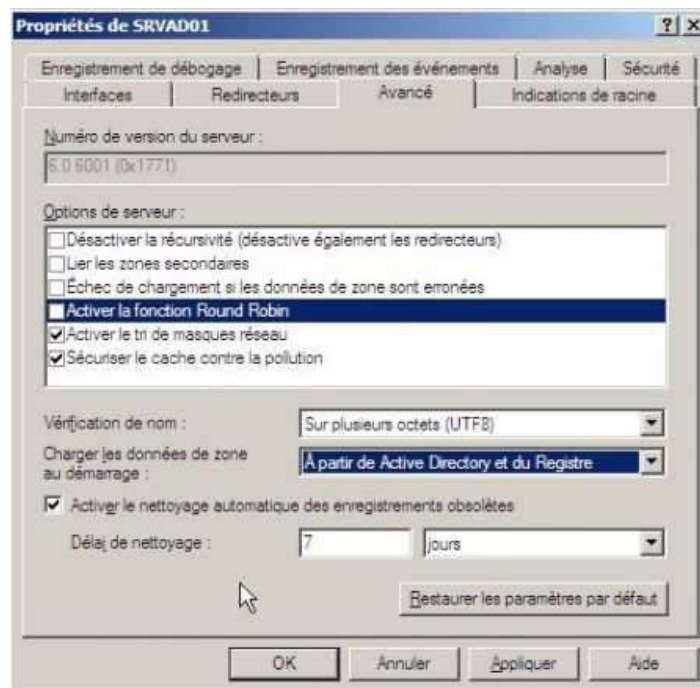 Propriétés de SRVAD01
Enregistrement de débogage Enregistrement des événements Analyse Sécurité
Interfaces Redirecteurs Avancé Indications de racine
Numéro de version du serveur :
6.0 6001 (0x1771)
Options de serveur :
Désactiver la récursivité (désactive également les redirecteurs)
Lier les zones secondaires
Échec de chargement si les données de zone sont erronées
Activer la fonction Round Robin
Activer le tri de masques réseau
Sécuriser le cache contre la pollution
Vérification de nom : Sur plusieurs octets (UTF8)
Charger les données de zone
au démarrage : À partir de Active Directory et du Registre
Activer le nettoyage automatique des enregistrements obsolètes
Délai de nettoyage : 7 jours
Restaurer les paramètres par défaut
OK Annuler Appliquer Aide